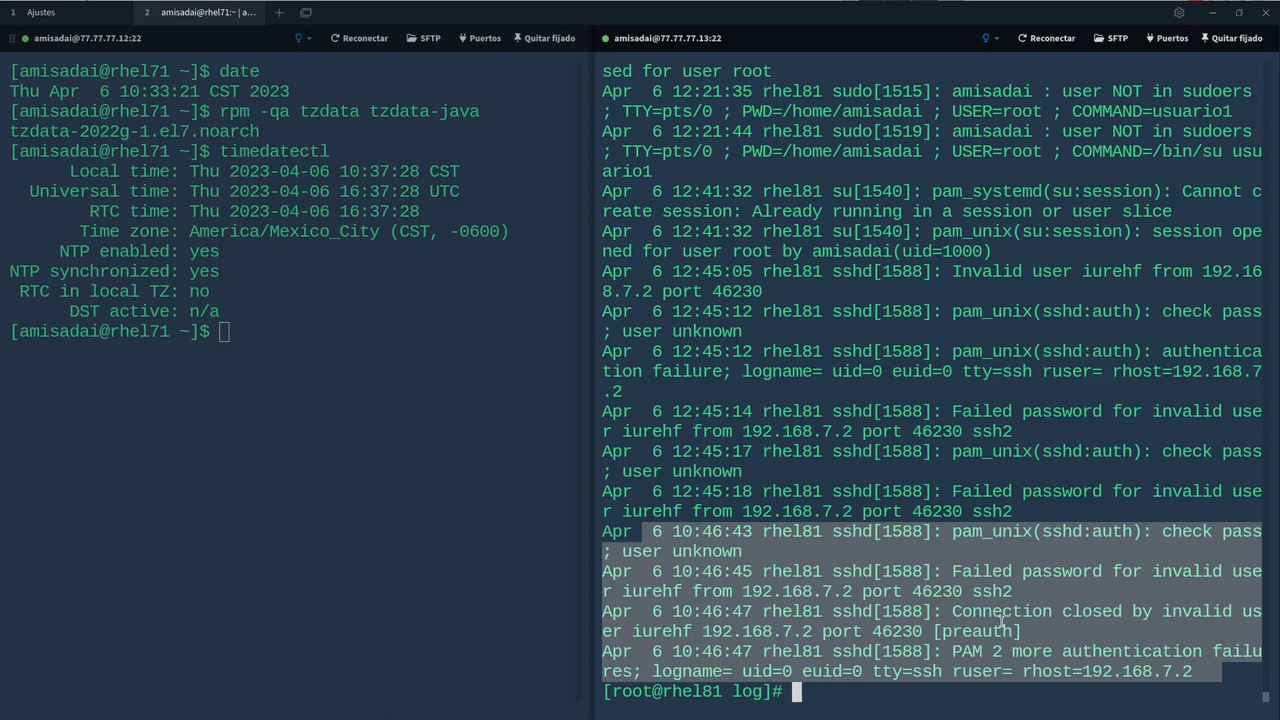 1 Ajustes
2 amisadai@rhel71:~ | a...
amisadai@77.77.77.12:22
Reconectar
SFTP
Puertos
Quitar fijado
[amisadai@rhel71 ~]$ date
Thu Apr  6 10:33:21 CST 2023
[amisadai@rhel71 ~]$ rpm -qa tzdata tzdata-java
tzdata-2022g-1.el7.noarch
[amisadai@rhel71 ~]$ timedatectl
Local time: Thu 2023-04-06 10:37:28 CST
Universal time: Thu 2023-04-06 16:37:28 UTC
RTC time: Thu 2023-04-06 16:37:28
Time zone: America/Mexico_City (CST, -0600)
NTP enabled: yes
NTP synchronized: yes
RTC in local TZ: no
DST active: n/a
[amisadai@rhel71 ~]$
amisadai@77.77.77.13:22
Reconectar
SFTP
Puertos
Quitar fijado
sed for user root
Apr  6 12:21:35 rhel81 sudo[1515]: amisadai : user NOT in sudoers
; TTY=pts/0 ; PWD=/home/amisadai ; USER=root ; COMMAND=usuario1
Apr  6 12:21:44 rhel81 sudo[1519]: amisadai : user NOT in sudoers
; TTY=pts/0 ; PWD=/home/amisadai ; USER=root ; COMMAND=/bin/su usu
ario1
Apr  6 12:41:32 rhel81 su[1540]: pam_systemd(su:session): Cannot c
reate session: Already running in a session or user slice
Apr  6 12:41:32 rhel81 su[1540]: pam_unix(su:session): session ope
ned for user root by amisadai(uid=1000)
Apr  6 12:45:05 rhel81 sshd[1588]: Invalid user iurehf from 192.16
8.7.2 port 46230
Apr  6 12:45:12 rhel81 sshd[1588]: pam_unix(sshd:auth): check pass
; user unknown
Apr  6 12:45:12 rhel81 sshd[1588]: pam_unix(sshd:auth): authentica
tion failure; logname= uid=0 euid=0 tty=ssh ruser= rhost=192.168.7
.2
Apr  6 12:45:14 rhel81 sshd[1588]: Failed password for invalid use
r iurehf from 192.168.7.2 port 46230 ssh2
Apr  6 12:45:17 rhel81 sshd[1588]: pam_unix(sshd:auth): check pass
; user unknown
Apr  6 12:45:18 rhel81 sshd[1588]: Failed password for invalid use
r iurehf from 192.168.7.2 port 46230 ssh2
Apr  6 10:46:43 rhel81 sshd[1588]: pam_unix(sshd:auth): check pass
; user unknown
Apr  6 10:46:45 rhel81 sshd[1588]: Failed password for invalid use
r iurehf from 192.168.7.2 port 46230 ssh2
Apr  6 10:46:47 rhel81 sshd[1588]: Connection closed by invalid us
er iurehf 192.168.7.2 port 46230 [preauth]
Apr  6 10:46:47 rhel81 sshd[1588]: PAM 2 more authentication failu
res; logname= uid=0 euid=0 tty=ssh ruser= rhost=192.168.7.2
[root@rhel81 log]#